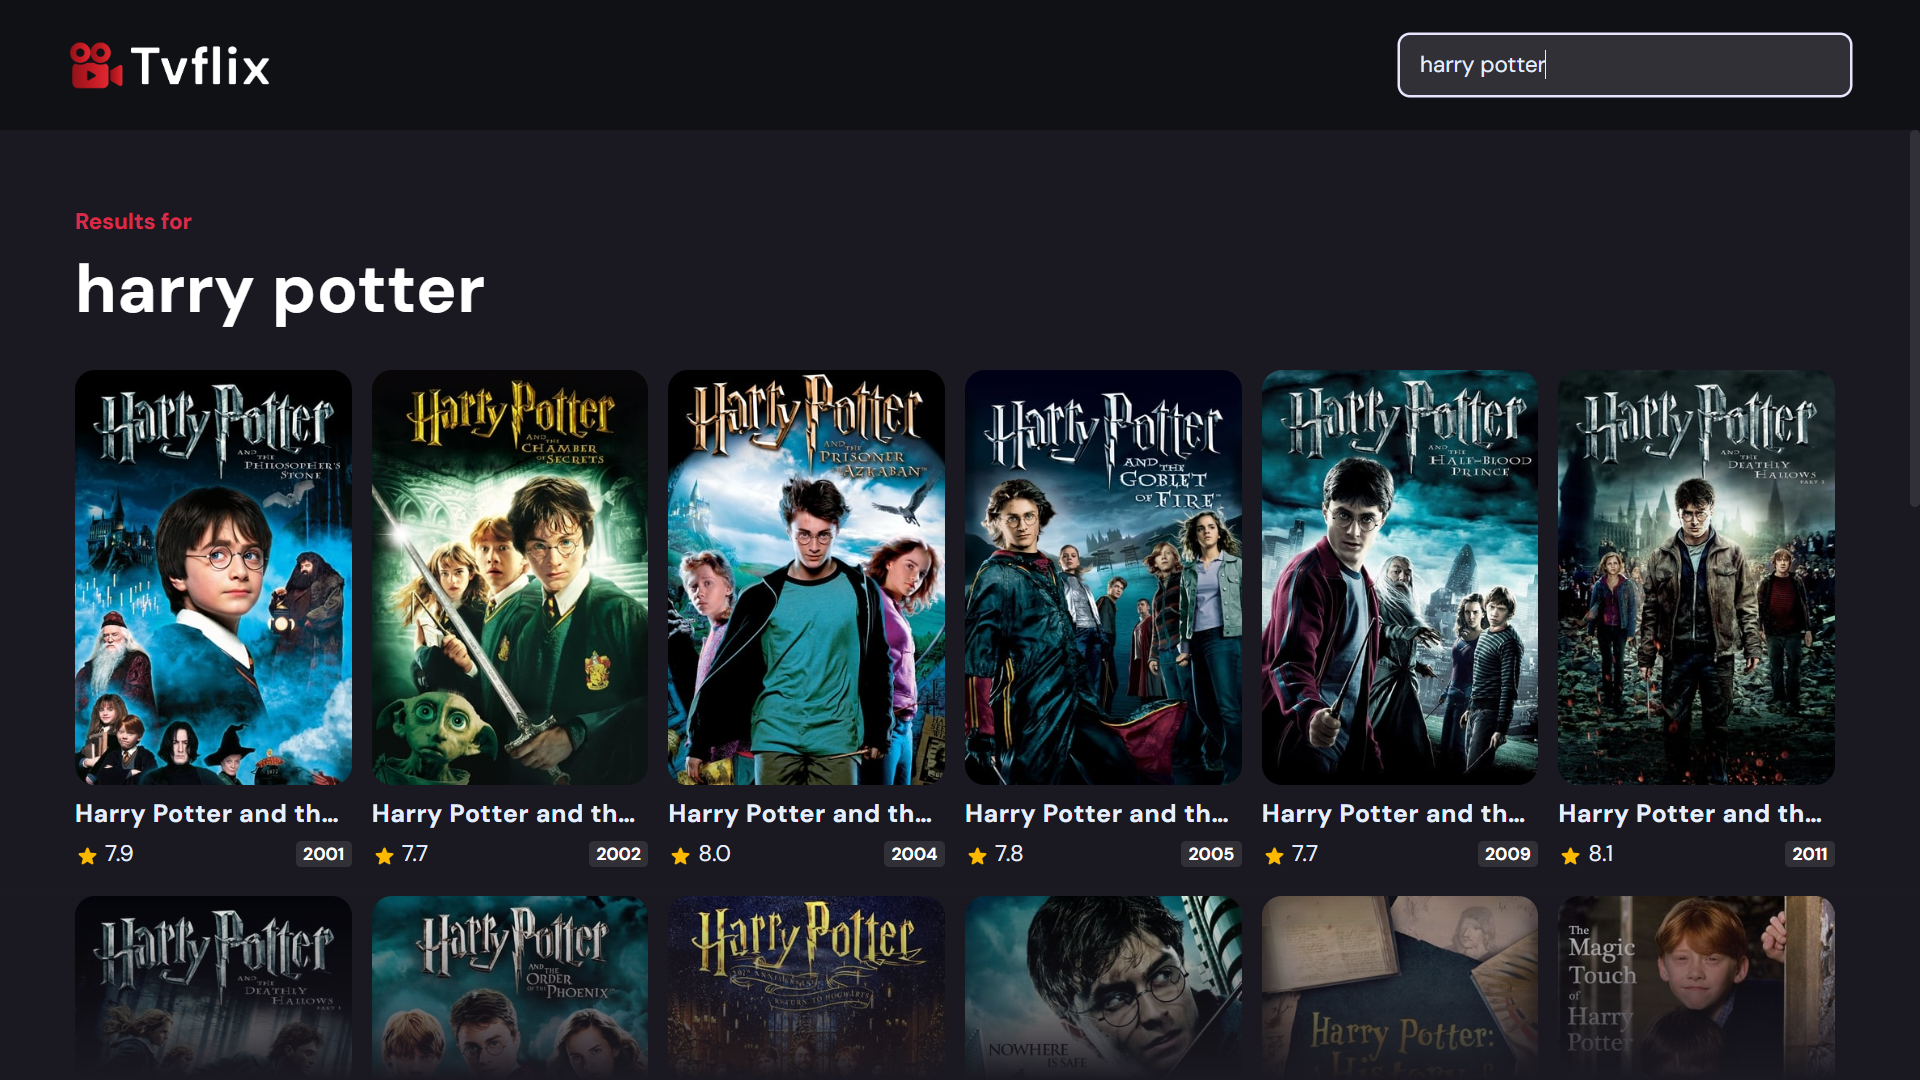 Tvflix
harry potter
Results for
harry potter
Harry Potter
AND THE
PHILOSOPHER'S
STONE
Harry Potter
AND THE
CHAMBER
OF SECRETS
Harry Potter
AND THE
PRISONER
OF AZKABAN
Harry Potter
AND THE
GOBLET
OF FIRE
Harry Potter
AND THE
HALF-BLOOD
PRINCE
Harry Potter
AND THE
DEATHLY
HALLOWS
PART 2
Harry Potter and th...
Harry Potter and th...
Harry Potter and th...
Harry Potter and th...
Harry Potter and th...
Harry Potter and th...
7.9
2001
7.7
2002
8.0
2004
7.8
2005
7.7
2009
8.1
2011
Harry Potter
AND THE
DEATHLY
HALLOWS
PART 1
Harry Potter
AND THE
ORDER
OF THE PHOENIX
Harry Potter
20TH ANNIVERSARY
RETURN TO HOGWARTS
NOWHERE
IS SAFE
Harry Potter:
A History of
The
Magic
Touch
of
Harry
Potter